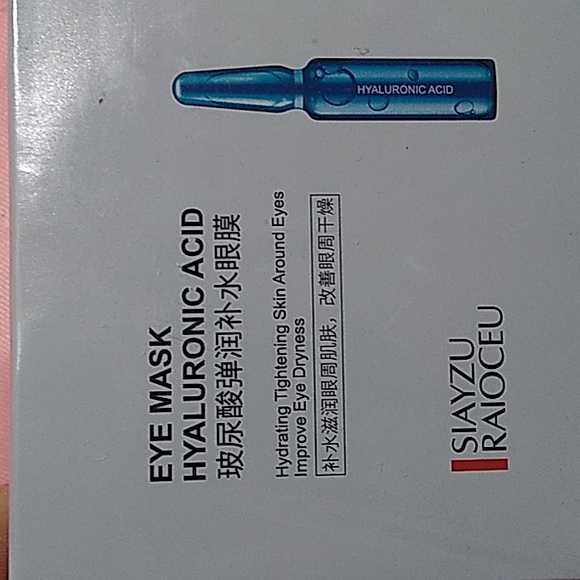 EYE MASK
HYALURONIC ACID
玻尿酸弹润补水眼膜
Hydrating Tightening Skin Around Eyes
Improve Eye Dryness
补水滋润眼周肌肤，改善眼周干燥
HYALURONIC ACID
SIAYZU
RAIOCEU